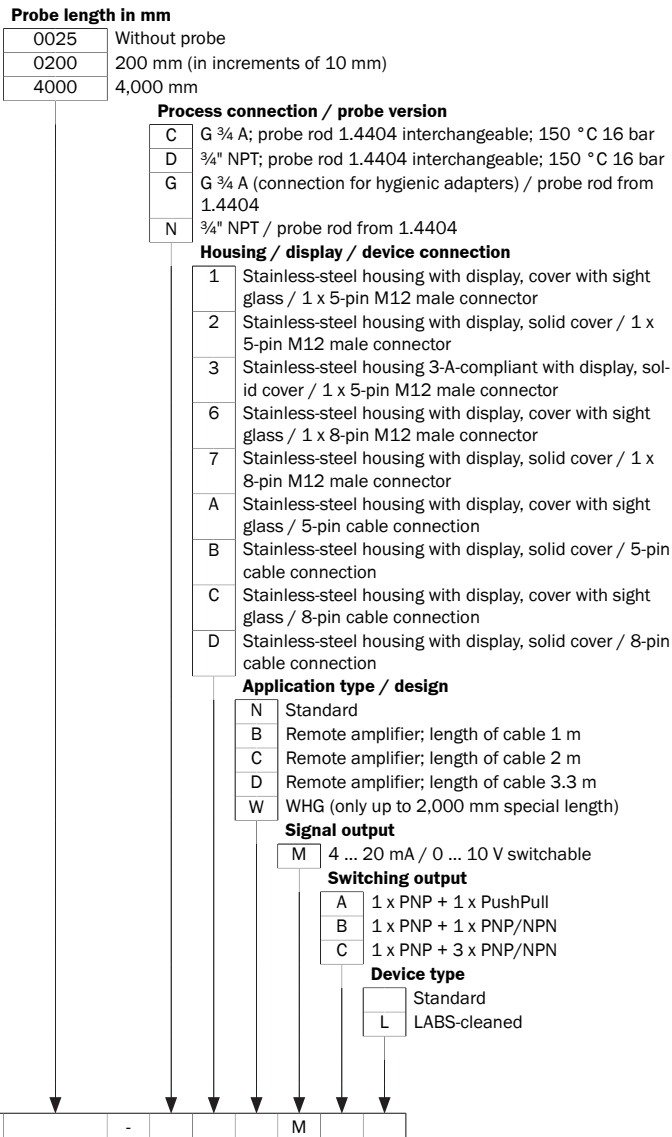 Probe length in mm
0025 Without probe
0200 200 mm (in increments of 10 mm)
4000 4,000 mm
Process connection / probe version
C G ¾ A; probe rod 1.4404 interchangeable; 150 °C 16 bar
D ¾" NPT; probe rod 1.4404 interchangeable; 150 °C 16 bar
G G ¾ A (connection for hygienic adapters) / probe rod from
1.4404
N ¾" NPT / probe rod from 1.4404
Housing / display / device connection
1 Stainless-steel housing with display, cover with sight
glass / 1 x 5-pin M12 male connector
2 Stainless-steel housing with display, solid cover / 1 x
5-pin M12 male connector
3 Stainless-steel housing 3-A-compliant with display, sol-
id cover / 1 x 5-pin M12 male connector
6 Stainless-steel housing with display, cover with sight
glass / 1 x 8-pin M12 male connector
7 Stainless-steel housing with display, solid cover / 1 x
8-pin M12 male connector
A Stainless-steel housing with display, cover with sight
glass / 5-pin cable connection
B Stainless-steel housing with display, solid cover / 5-pin
cable connection
C Stainless-steel housing with display, cover with sight
glass / 8-pin cable connection
D Stainless-steel housing with display, solid cover / 8-pin
cable connection
Application type / design
N Standard
B Remote amplifier; length of cable 1 m
C Remote amplifier; length of cable 2 m
D Remote amplifier; length of cable 3.3 m
W WHG (only up to 2,000 mm special length)
Signal output
M 4 ... 20 mA / 0 ... 10 V switchable
Switching output
A 1 x PNP + 1 x PushPull
B 1 x PNP + 1 x PNP/NPN
C 1 x PNP + 3 x PNP/NPN
Device type
Standard
L LABS-cleaned
- M